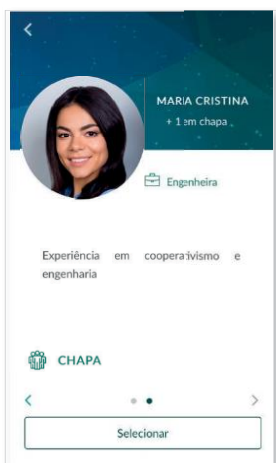 MARIA CRISTINA
+ 1 em chapa
Engenheira
Experiência em cooperativismo e
engenharia
CHAPA
Selecionar